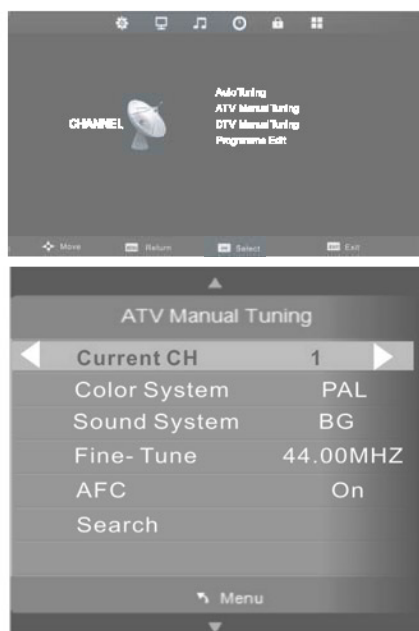 Auto Tuning
ATV Manual Tuning
CHANNEL
DTV Manual Tuning
Programme Edit
Move
Return
Select
Exit
ATV Manual Tuning
Current CH 1
Color System PAL
Sound System BG
Fine- Tune 44.00MHZ
AFC On
Search
Menu